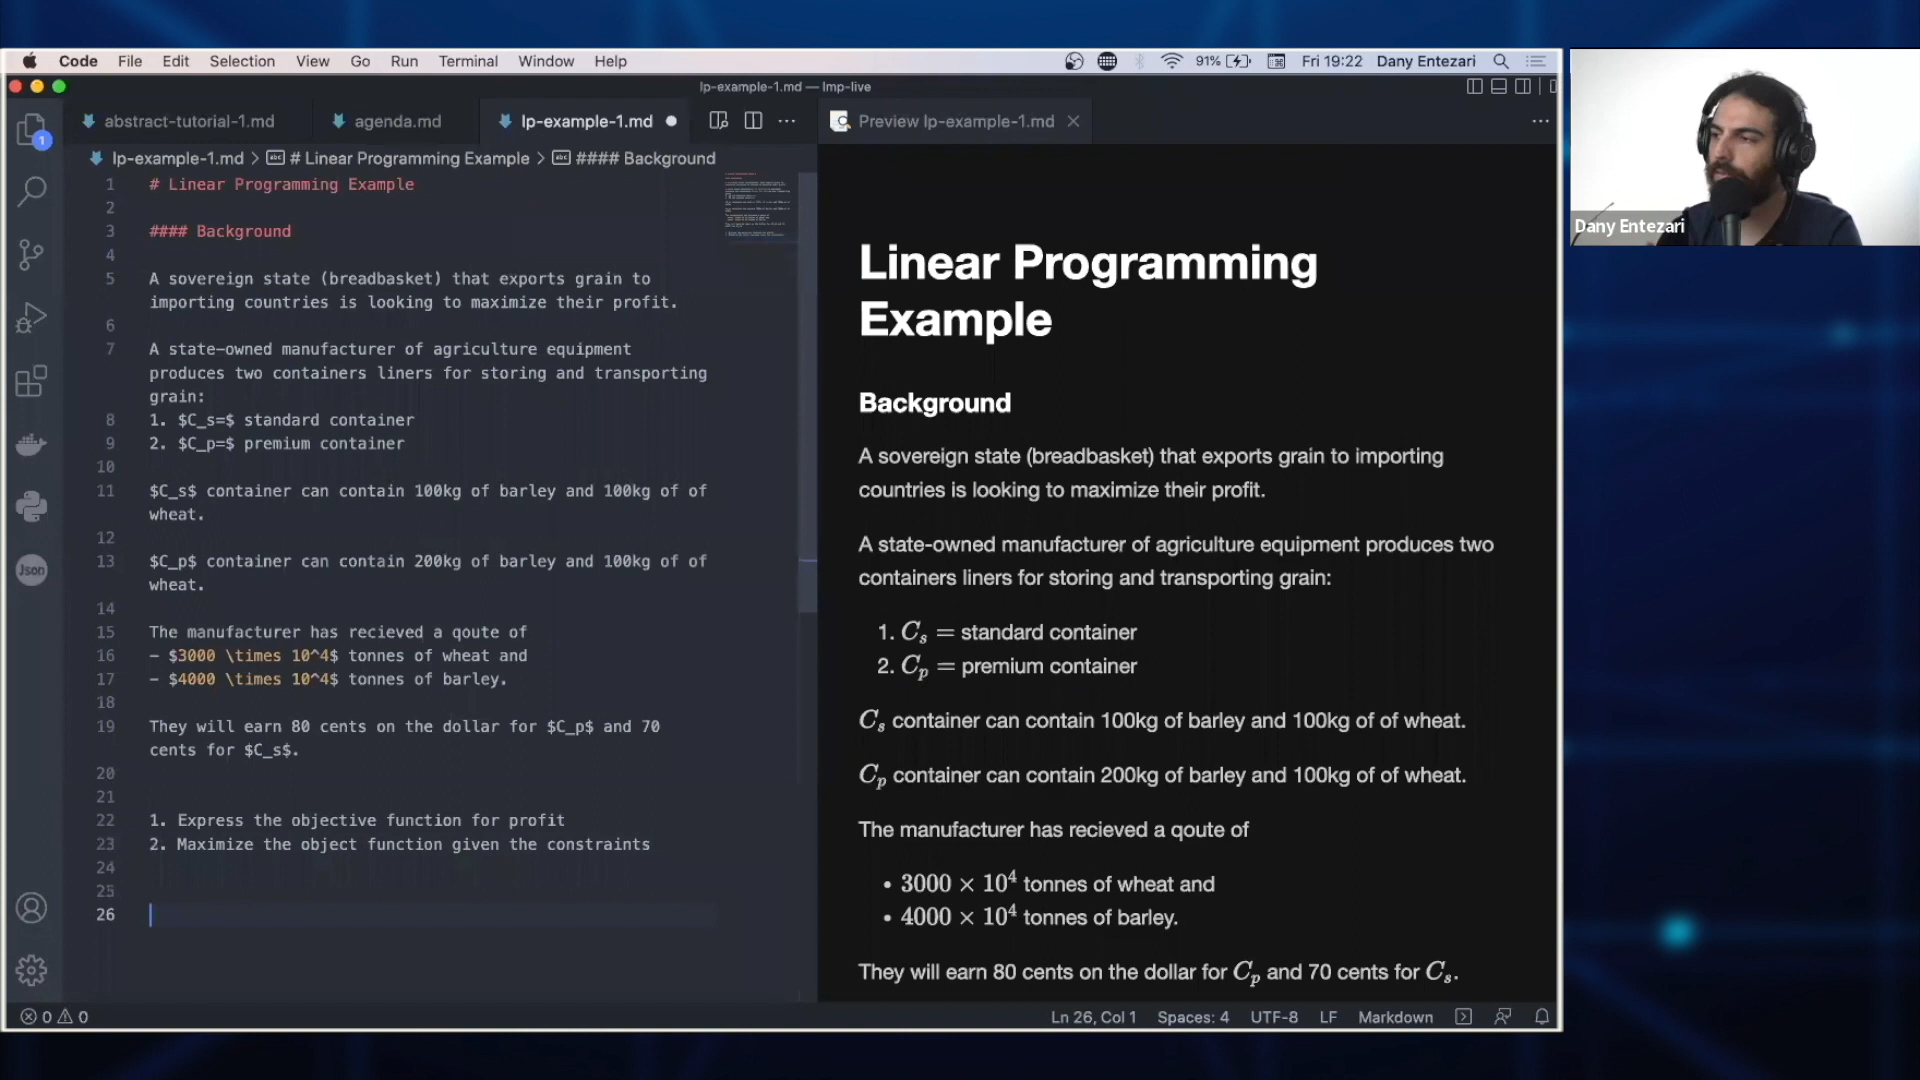 Code File Edit Selection View Go Run Terminal Window Help 91% Fri 19:22 Dany Entezari
lp-example-1.md — lmp-live
abstract-tutorial-1.md agenda.md lp-example-1.md Preview lp-example-1.md
lp-example-1.md > # Linear Programming Example > #### Background
1 # Linear Programming Example
2
3 #### Background
4
5 A sovereign state (breadbasket) that exports grain to
importing countries is looking to maximize their profit.
6
7 A state-owned manufacturer of agriculture equipment
produces two containers liners for storing and transporting
grain:
8 1. $C_s=$ standard container
9 2. $C_p=$ premium container
10
11 $C_s$ container can contain 100kg of barley and 100kg of of
wheat.
12
13 $C_p$ container can contain 200kg of barley and 100kg of of
wheat.
14
15 The manufacturer has recieved a qoute of
16 - $3000 \times 10^4$ tonnes of wheat and
17 - $4000 \times 10^4$ tonnes of barley.
18
19 They will earn 80 cents on the dollar for $C_p$ and 70
cents for $C_s$.
20
21
22 1. Express the objective function for profit
23 2. Maximize the object function given the constraints
24
25
26
Linear Programming
Example
Background
A sovereign state (breadbasket) that exports grain to importing
countries is looking to maximize their profit.
A state-owned manufacturer of agriculture equipment produces two
containers liners for storing and transporting grain:
1. Cₛ = standard container
2. Cₚ = premium container
Cₛ container can contain 100kg of barley and 100kg of of wheat.
Cₚ container can contain 200kg of barley and 100kg of of wheat.
The manufacturer has recieved a qoute of
• 3000 × 10⁴ tonnes of wheat and
• 4000 × 10⁴ tonnes of barley.
They will earn 80 cents on the dollar for Cₚ and 70 cents for Cₛ.
1
Json
0 0 Ln 26, Col 1 Spaces: 4 UTF-8 LF Markdown
Dany Entezari